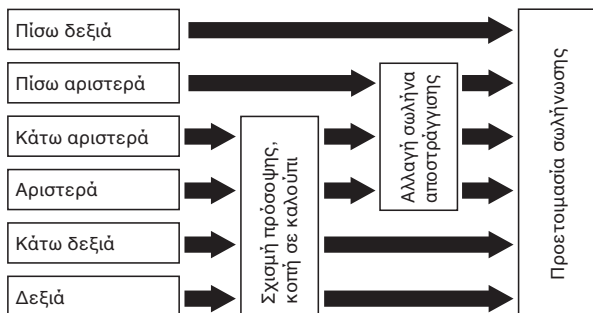 Πίσω δεξιά
Πίσω αριστερά
Κάτω αριστερά
Αριστερά
Κάτω δεξιά
Δεξιά
Σχισμή πρόσοψης,
κοπή σε καλούπι
Αλλαγή σωλήνα
αποστράγγισης
Προετοιμασία σωλήνωσης